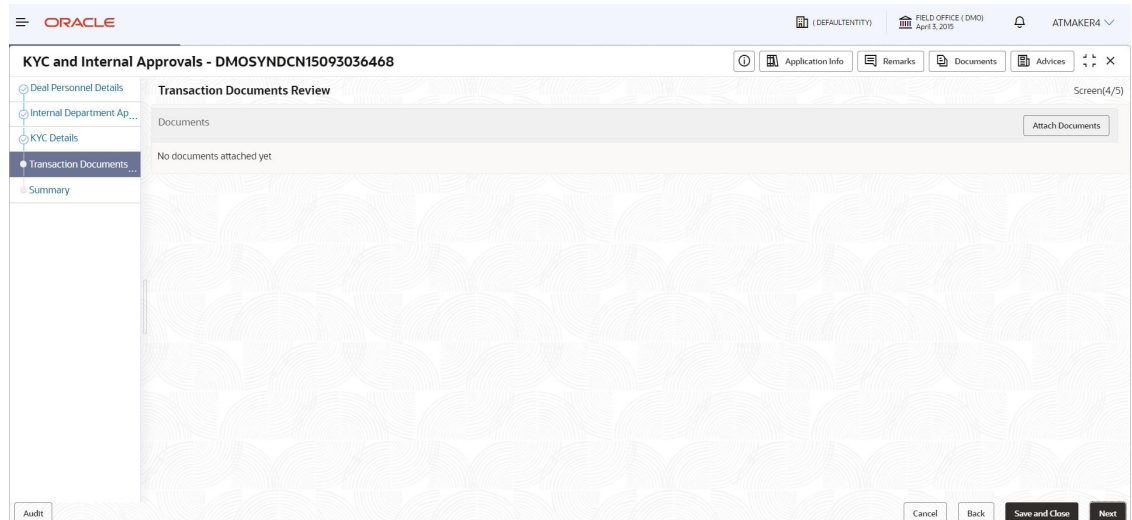 ORACLE
( DEFAULTENTITY)
FIELD OFFICE ( DMO)
April 3, 2015
ATMAKER4
KYC and Internal Approvals - DMOSYNDCN15093036468
Application Info
Remarks
Documents
Advices
Deal Personnel Details
Internal Department Ap...
KYC Details
Transaction Documents ...
Summary
Transaction Documents Review
Screen(4/5)
Documents
Attach Documents
No documents attached yet
Audit
Cancel
Back
Save and Close
Next